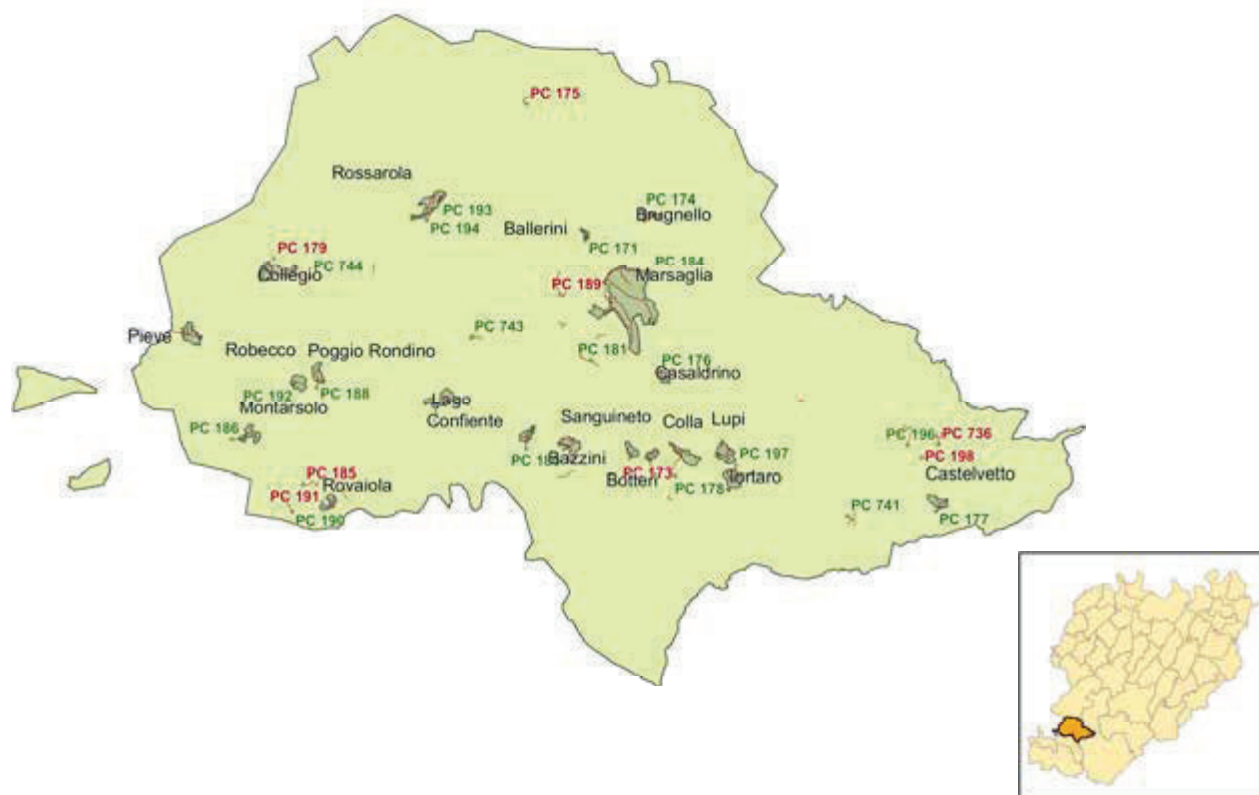 PC 175
Rossarola
PC 174
Brugnello
PC 193
PC 194
Ballerini
PC 171
PC 179
PC 744
Collegio
PC 184
Marsaglia
PC 189
Pieve
PC 743
Robecco
Poggio Rondino
PC 181
PC 176
Casaldrino
PC 192
PC 188
Lago
Montarsolo
Confiente
Sanguineto
Colla
Lupi
PC 186
PC 196
PC 736
Bazzini
PC 197
PC 198
PC 185
PC 173
Botteri
Tortaro
Castelvetto
Rovaiola
PC 178
PC 191
PC 190
PC 741
PC 177